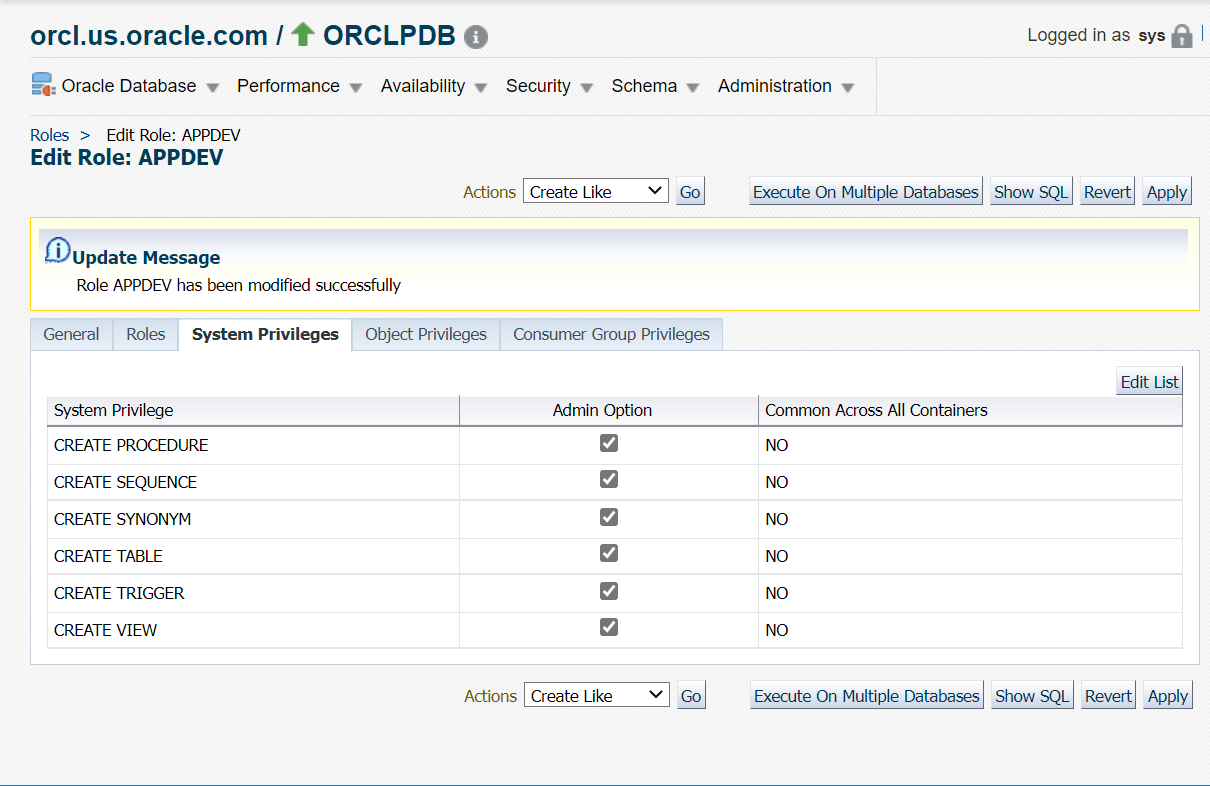 orcl.us.oracle.com / ORCLPDB i
Logged in as sys
Oracle Database Performance Availability Security Schema Administration
Roles > Edit Role: APPDEV
Edit Role: APPDEV
Actions Create Like Go Execute On Multiple Databases Show SQL Revert Apply
i Update Message
Role APPDEV has been modified successfully
General Roles System Privileges Object Privileges Consumer Group Privileges
Edit List
System Privilege Admin Option Common Across All Containers
CREATE PROCEDURE NO
CREATE SEQUENCE NO
CREATE SYNONYM NO
CREATE TABLE NO
CREATE TRIGGER NO
CREATE VIEW NO
Actions Create Like Go Execute On Multiple Databases Show SQL Revert Apply